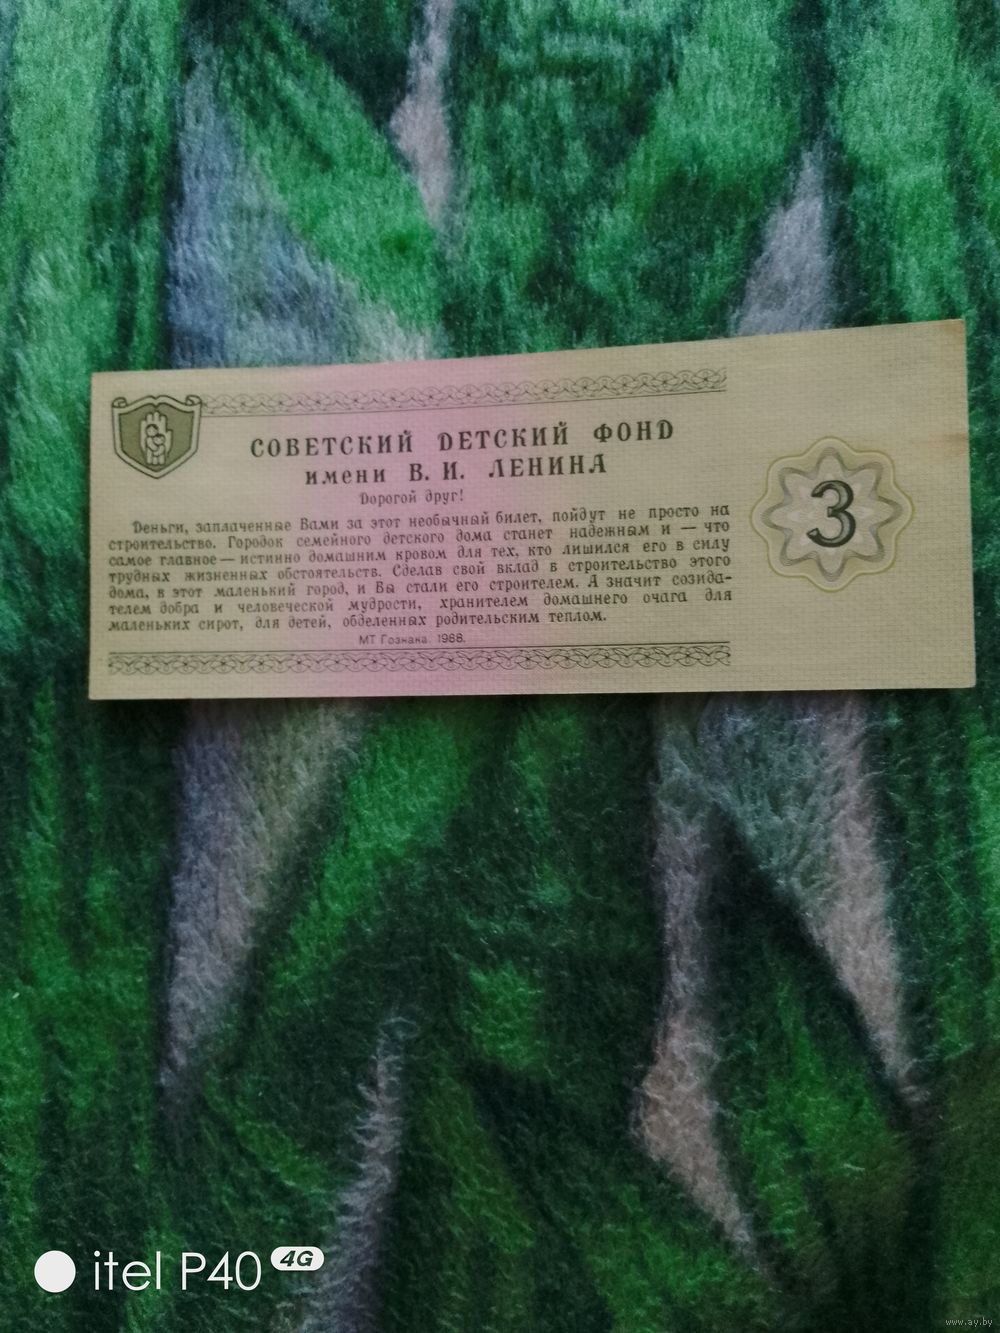 СОВЕТСКИЙ ДЕТСКИЙ ФОНД
имени В. И. ЛЕНИНА
Дорогой друг!
Деньги, заплаченные Вами за этот необычный билет, пойдут не просто на
строительство. Городок семейного детского дома станет надежным и — что
самое главное — истинно домашним кровом для тех, кто лишился его в силу
трудных жизненных обстоятельств. Сделав свой вклад в строительство этого
дома, в этот маленький город, и Вы стали его строителем. А значит созида-
телем добра и человеческой мудрости, хранителем домашнего очага для
маленьких сирот, для детей, обделенных родительским теплом.
МТ Гознака. 1988.
3
itel P40 4G
www.ay.by